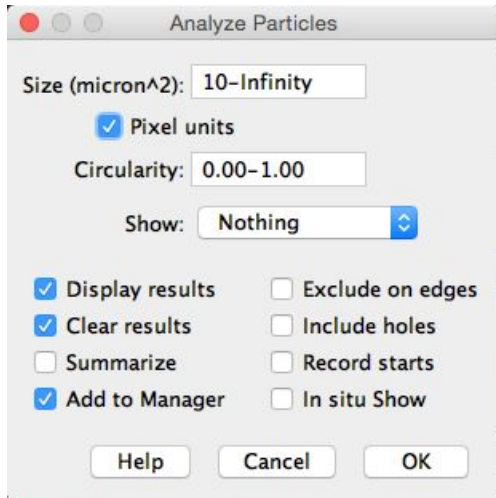 Analyze Particles
Size (micron^2): 10-Infinity
Pixel units
Circularity: 0.00-1.00
Show: Nothing
Display results Exclude on edges
Clear results Include holes
Summarize Record starts
Add to Manager In situ Show
Help Cancel OK